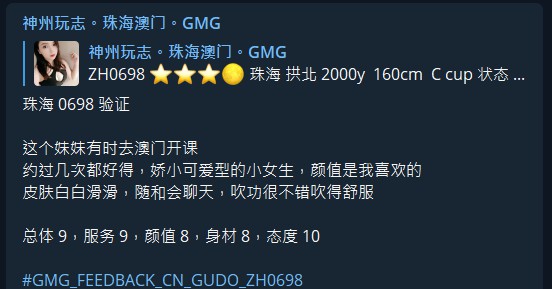 神州玩志。珠海澳门。GMG
神州玩志。珠海澳门。GMG
ZH0698 ⭐⭐⭐🌕 珠海 拱北 2000y 160cm C cup 状态 ...
珠海 0698 验证
这个妹妹有时去澳门开课
约过几次都好得，娇小可爱型的小女生，颜值是我喜欢的
皮肤白白滑滑，随和会聊天，吹功很不错吹得舒服
总体 9，服务 9，颜值 8，身材 8，态度 10
#GMG_FEEDBACK_CN_GUDO_ZH0698